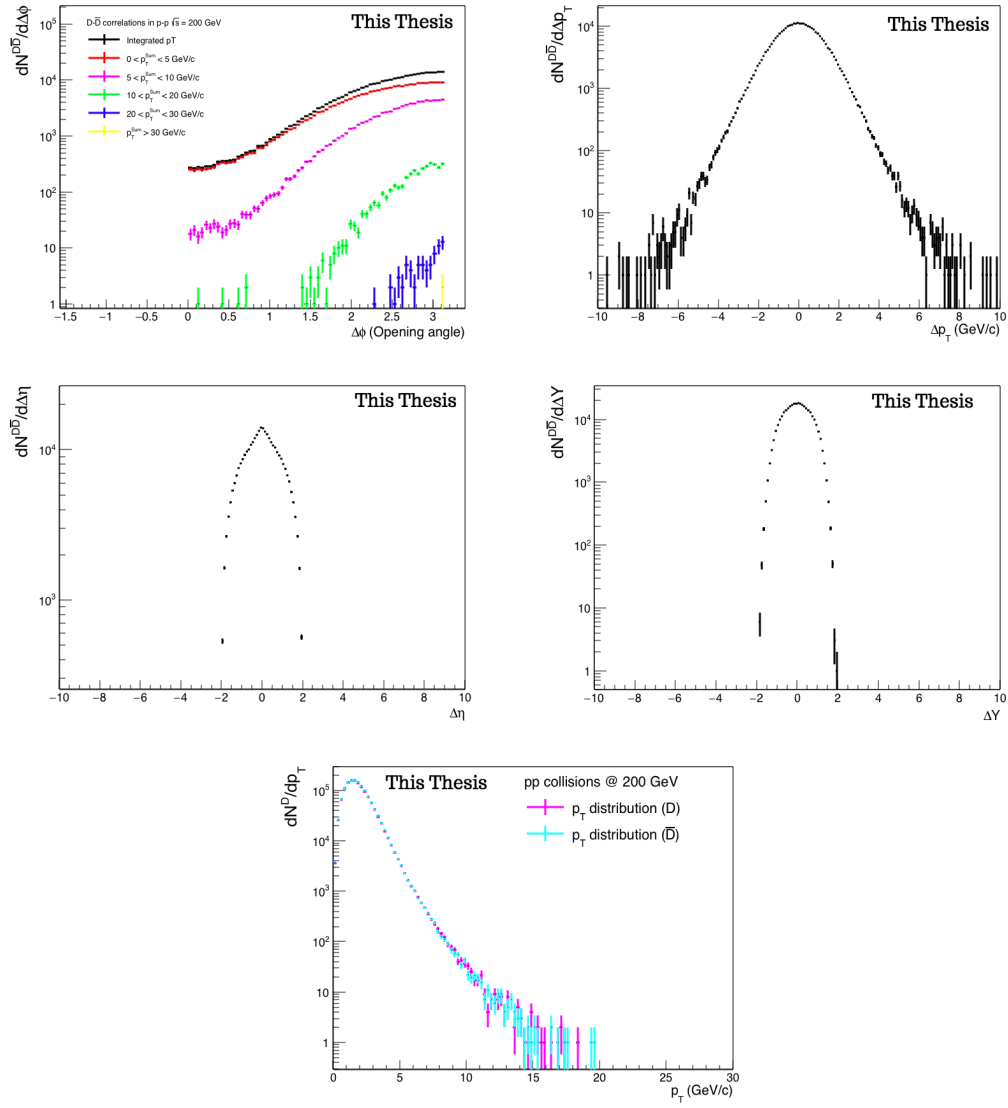 This Thesis
D-D̅ correlations in p-p √s = 200 GeV
Integrated pT
0 < p_T^Sum < 5 GeV/c
5 < p_T^Sum < 10 GeV/c
10 < p_T^Sum < 20 GeV/c
20 < p_T^Sum < 30 GeV/c
p_T^Sum > 30 GeV/c
dN^DD̅/dΔϕ
10^5
10^4
10^3
10^2
10
1
−1.5 −1 −0.5 0 0.5 1 1.5 2 2.5 3
Δϕ (Opening angle)
This Thesis
dN^DD̅/dΔp_T
10^4
10^3
10^2
10
1
−10 −8 −6 −4 −2 0 2 4 6 8 10
Δp_T (GeV/c)
This Thesis
dN^DD̅/dΔη
10^4
10^3
−10 −8 −6 −4 −2 0 2 4 6 8 10
Δη
This Thesis
dN^DD̅/dΔY
10^4
10^3
10^2
10
1
−10 −8 −6 −4 −2 0 2 4 6 8 10
ΔY
This Thesis
pp collisions @ 200 GeV
p_T distribution (D)
p_T distribution (D̅)
dN^D/dp_T
10^5
10^4
10^3
10^2
10
1
0 5 10 15 20 25 30
p_T (GeV/c)